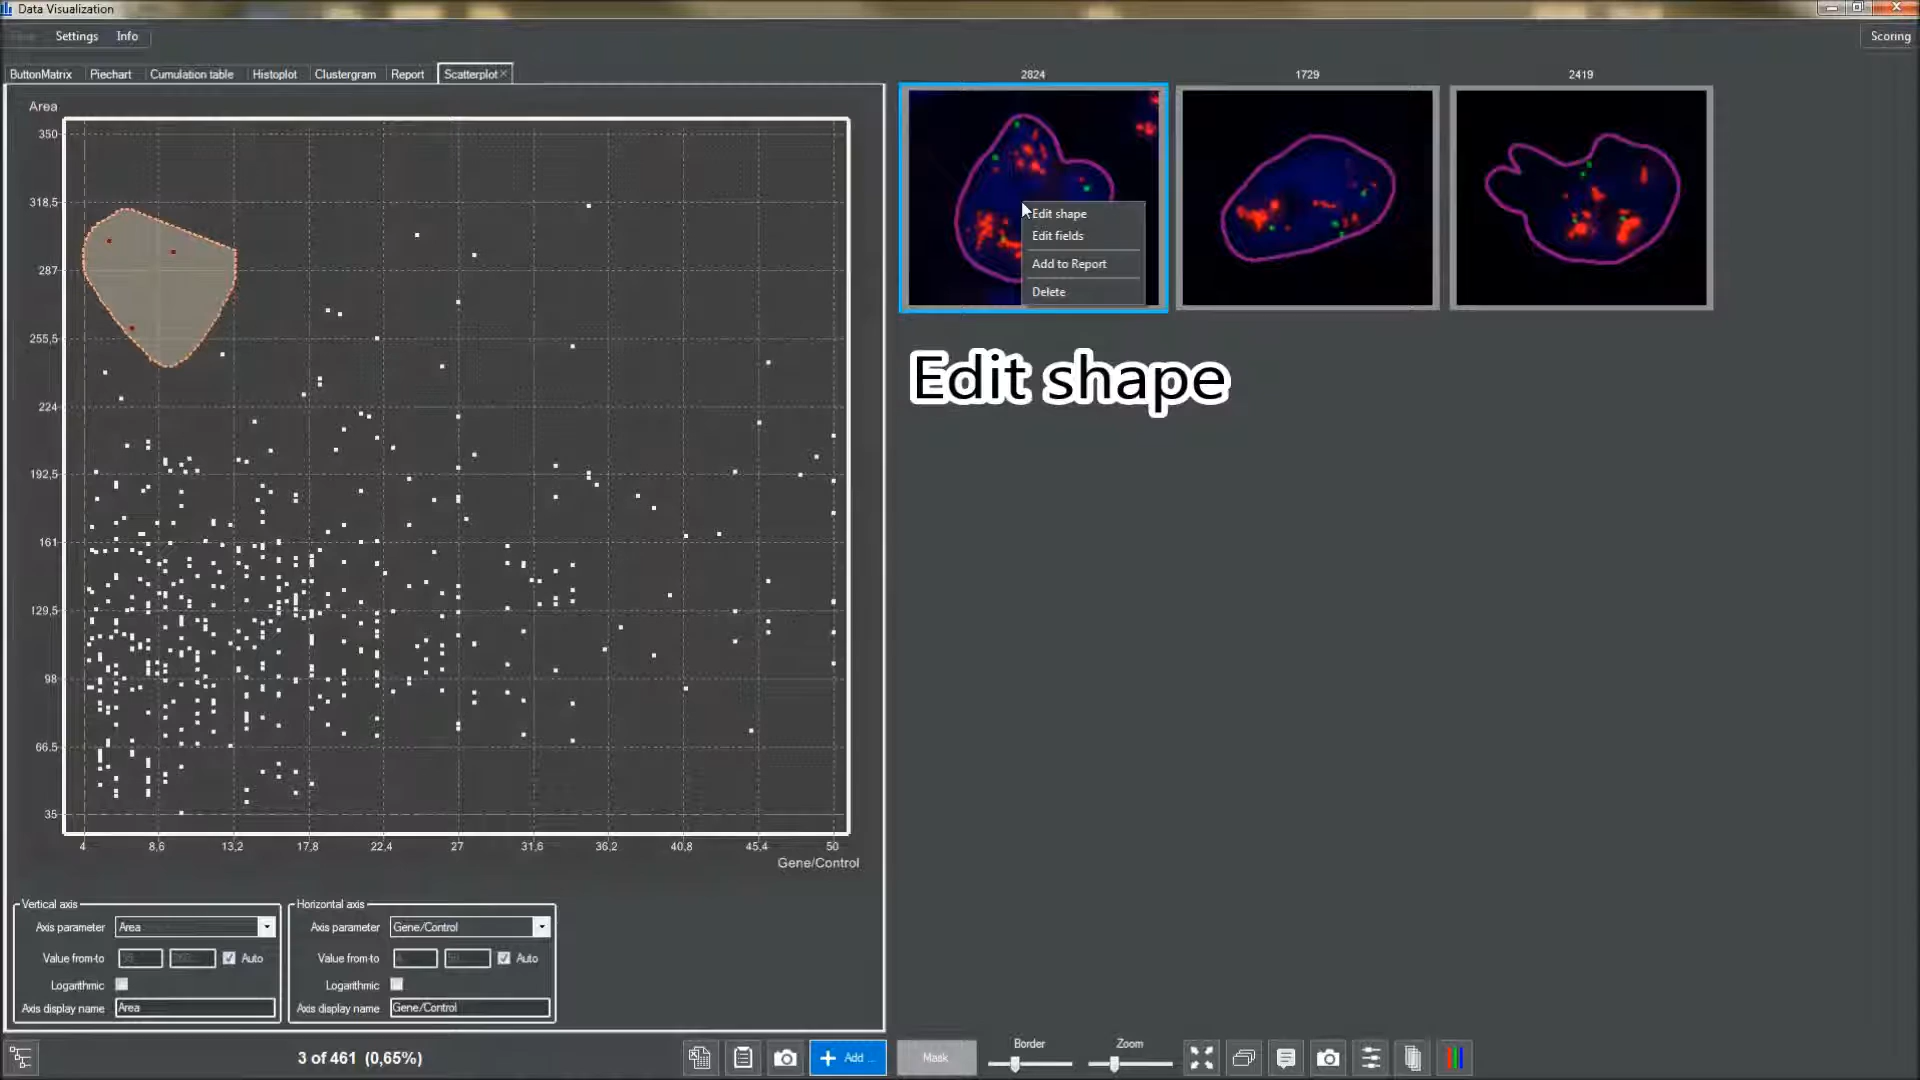 Data Visualization
Settings Info
Scoring
ButtonMatrix Piechart Cumulation table Histoplot Clustergram Report Scatterplot
2824 1729 2419
Area
350
318,5
287
255,5
224
192,5
161
129,5
98
66,5
35
4 8,6 13,2 17,8 22,4 27 31,6 36,2 40,8 45,4 50
Gene/Control
Edit shape
Edit fields
Add to Report
Delete
Edit shape
Vertical axis
Axis parameter Area
Value from-to Auto
Logarithmic
Axis display name Area
Horizontal axis
Axis parameter Gene/Control
Value from-to Auto
Logarithmic
Axis display name Gene/Control
3 of 461 (0,65%)
+ Add ...
Mask
Border
Zoom